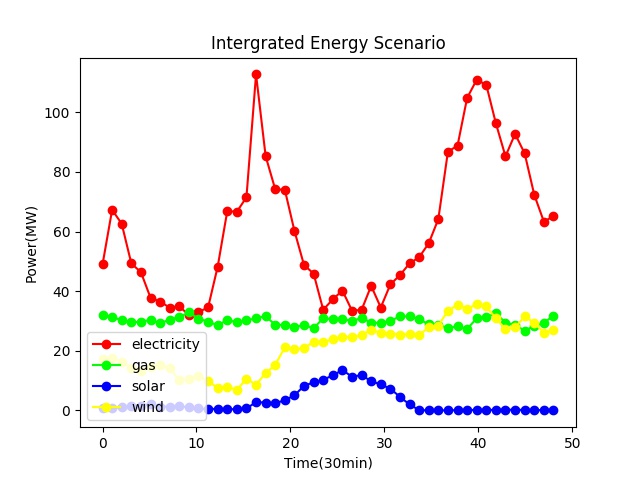 Intergrated Energy Scenario
Power(MW)
100
80
60
40
20
0
electricity
gas
solar
wind
0 10 20 30 40 50
Time(30min)